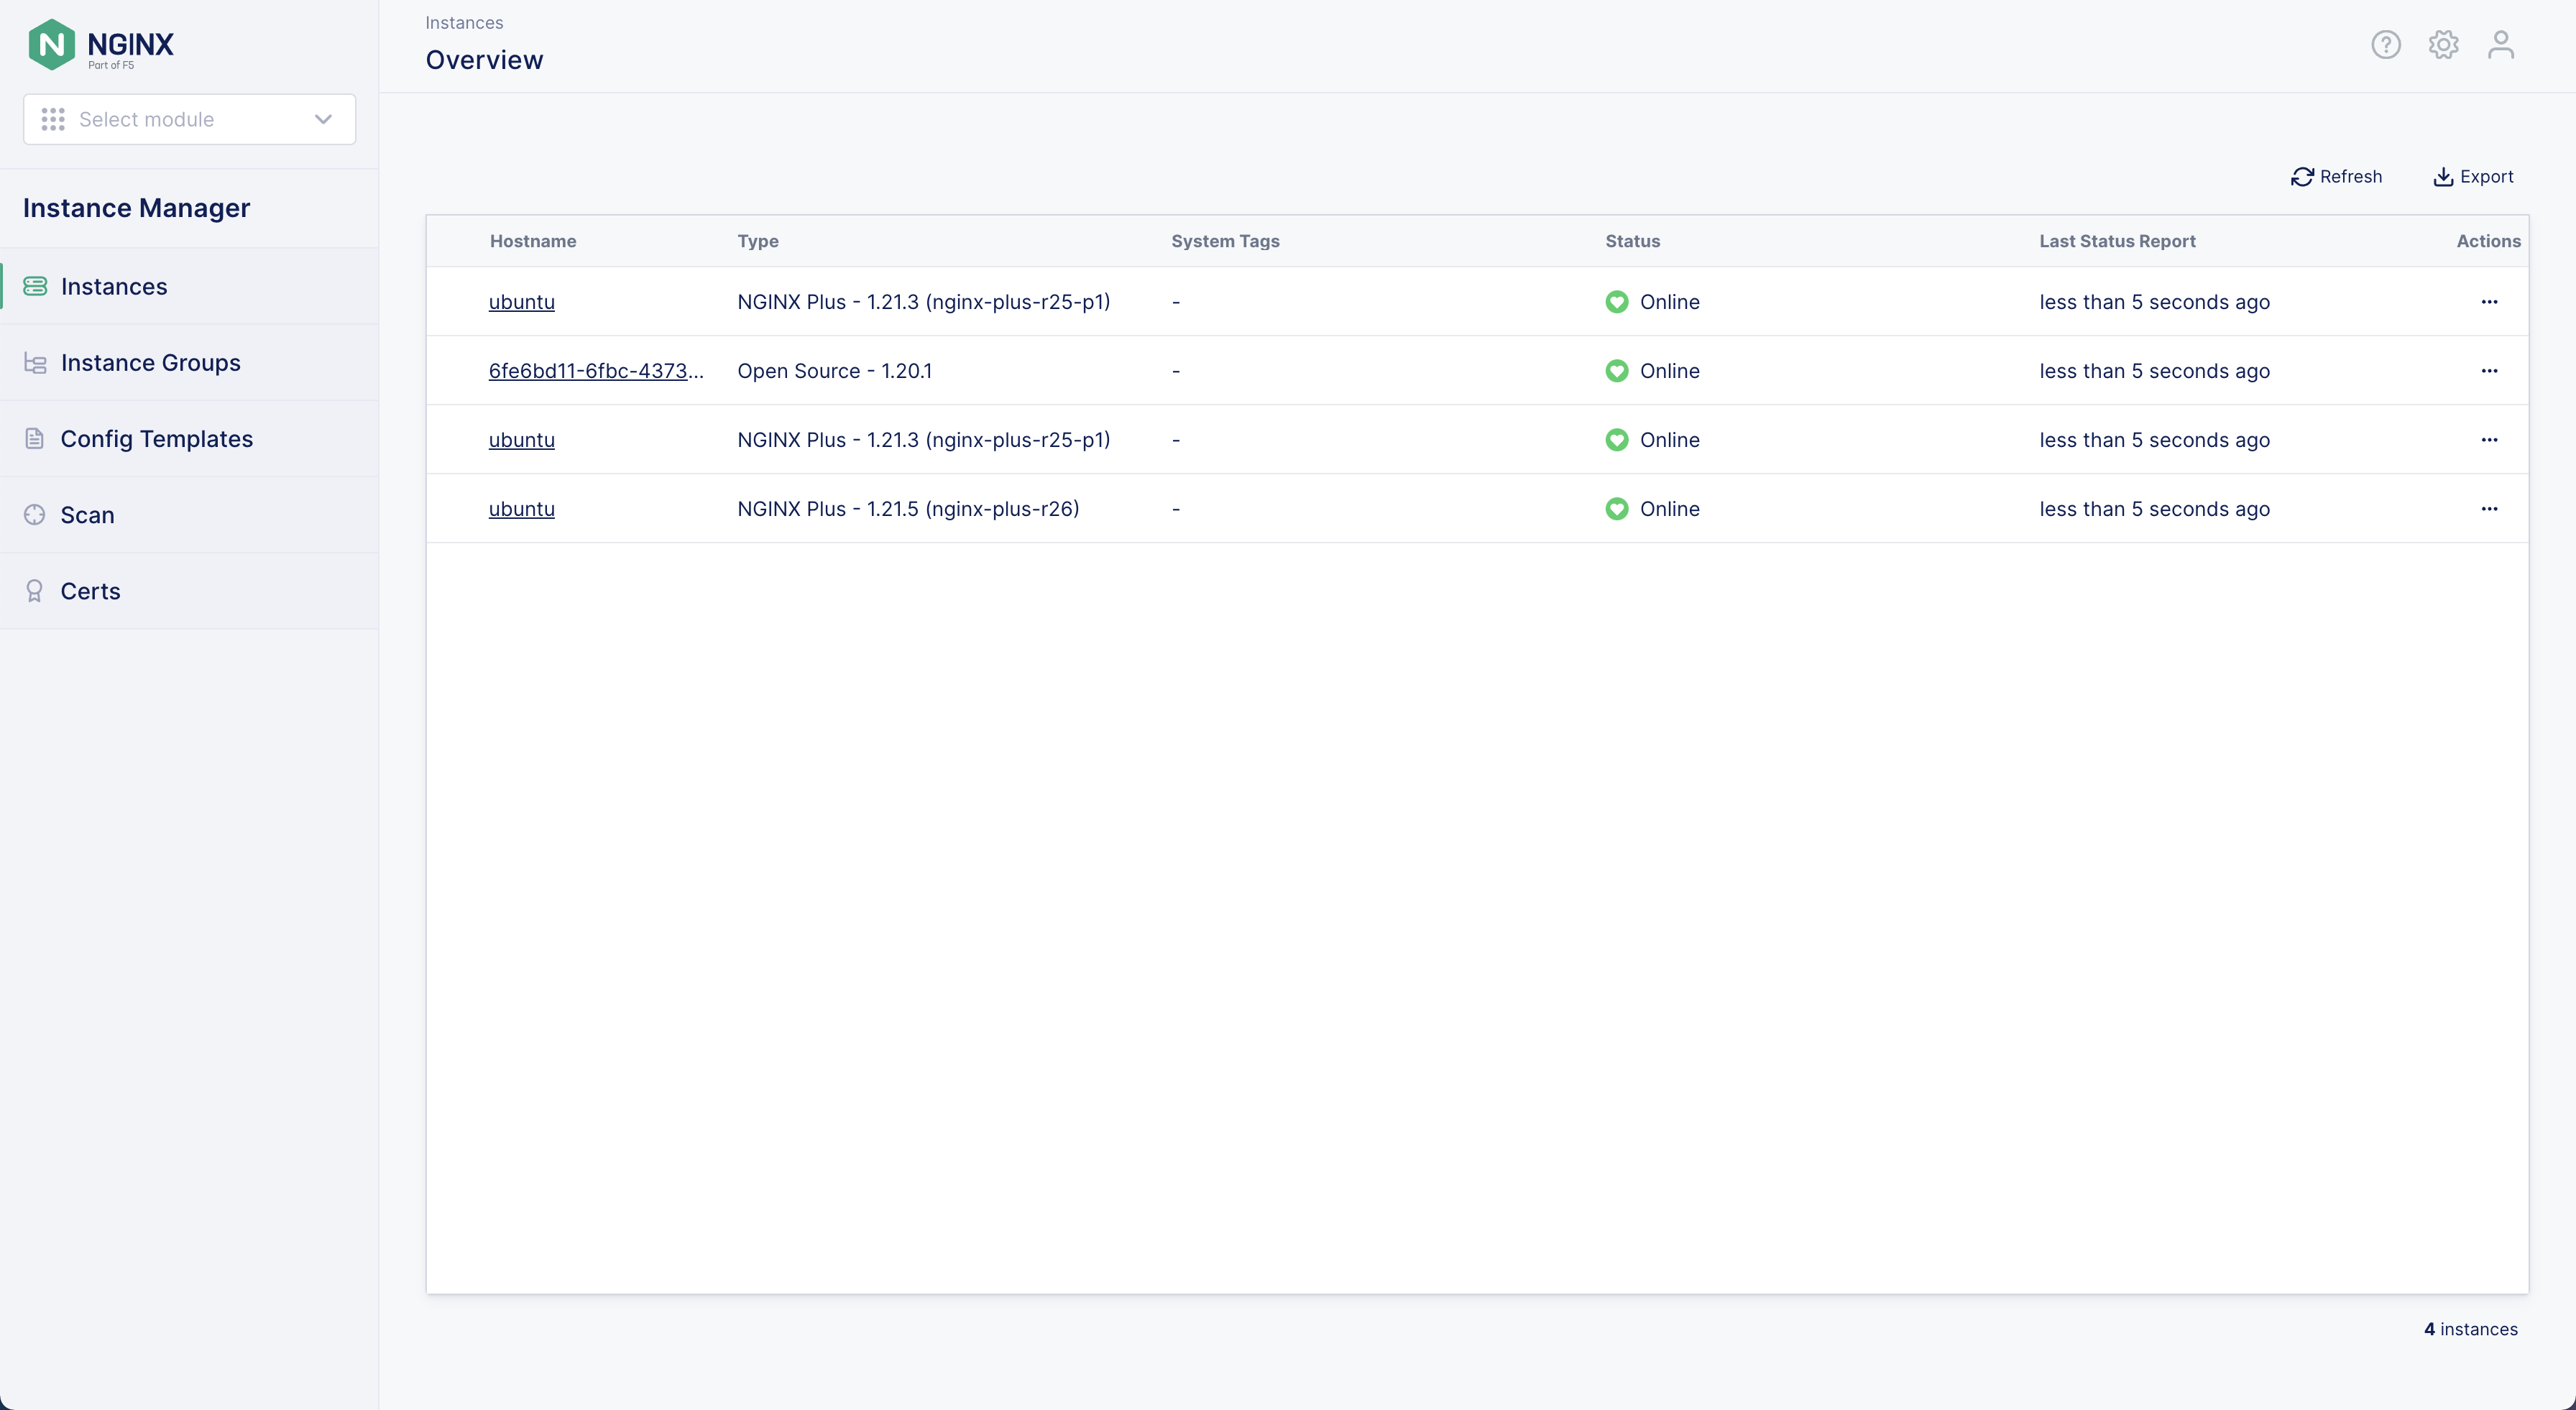 NGINX
Part of F5
Select module
Instance Manager
Instances
Instance Groups
Config Templates
Scan
Certs
Instances
Overview
Refresh Export
Hostname Type System Tags Status Last Status Report Actions
ubuntu NGINX Plus - 1.21.3 (nginx-plus-r25-p1) - Online less than 5 seconds ago ...
6fe6bd11-6fbc-4373... Open Source - 1.20.1 - Online less than 5 seconds ago ...
ubuntu NGINX Plus - 1.21.3 (nginx-plus-r25-p1) - Online less than 5 seconds ago ...
ubuntu NGINX Plus - 1.21.5 (nginx-plus-r26) - Online less than 5 seconds ago ...
4 instances